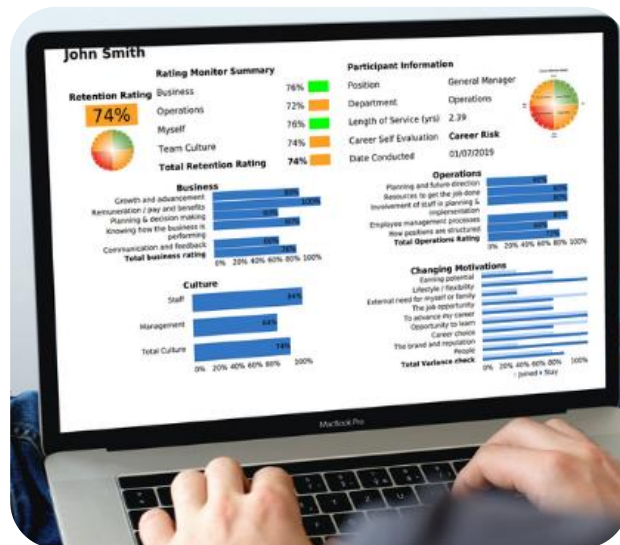 John Smith
Rating Monitor Summary
Retention Rating
74%
Business 76%
Operations 72%
Myself 76%
Team Culture 74%
Total Retention Rating 74%
Participant Information
Position General Manager
Department Operations
Length of Service (yrs) 2.39
Career Self Evaluation Career Risk
Date Conducted 01/07/2019
Business
Growth and advancement
Remuneration / pay and benefits 100%
Planning & decision making
Knowing how the business is
performing
Communication and feedback
Total business rating
0% 20% 40% 60% 80% 100%
Operations
Planning and future direction
Resources to get the job done
Involvement of staff in planning &
implementation
Employee management processes
How positions are structured
Total Operations Rating
0% 20% 40% 60% 80% 100%
Culture
Staff
Management
Total Culture 74%
0% 20% 40% 60% 80% 100%
Changing Motivations
Earning potential
Lifestyle / flexibility
External need for myself or family
The job opportunity
To advance my career
Opportunity to learn
Career choice
The brand and reputation
People
Total Variance check
0% 20% 40% 60% 80% 100%
Joined Stay
MacBook Pro